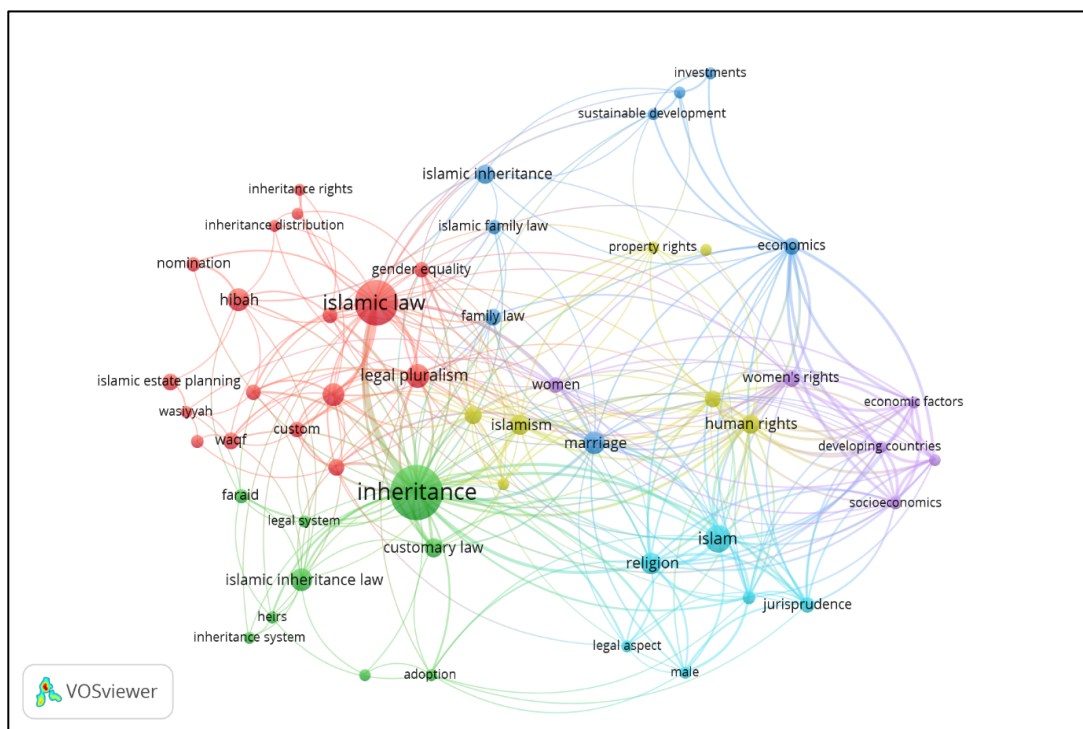 investments
sustainable development
islamic inheritance
inheritance rights
inheritance distribution
islamic family law
property rights
economics
nomination
gender equality
hibah
islamic law
family law
islamic estate planning
legal pluralism
women
women's rights
economic factors
wasiyyah
waqf
custom
islamism
marriage
human rights
developing countries
inheritance
faraid
legal system
socioeconomics
customary law
islam
religion
islamic inheritance law
jurisprudence
heirs
inheritance system
legal aspect
adoption
male
VOSviewer